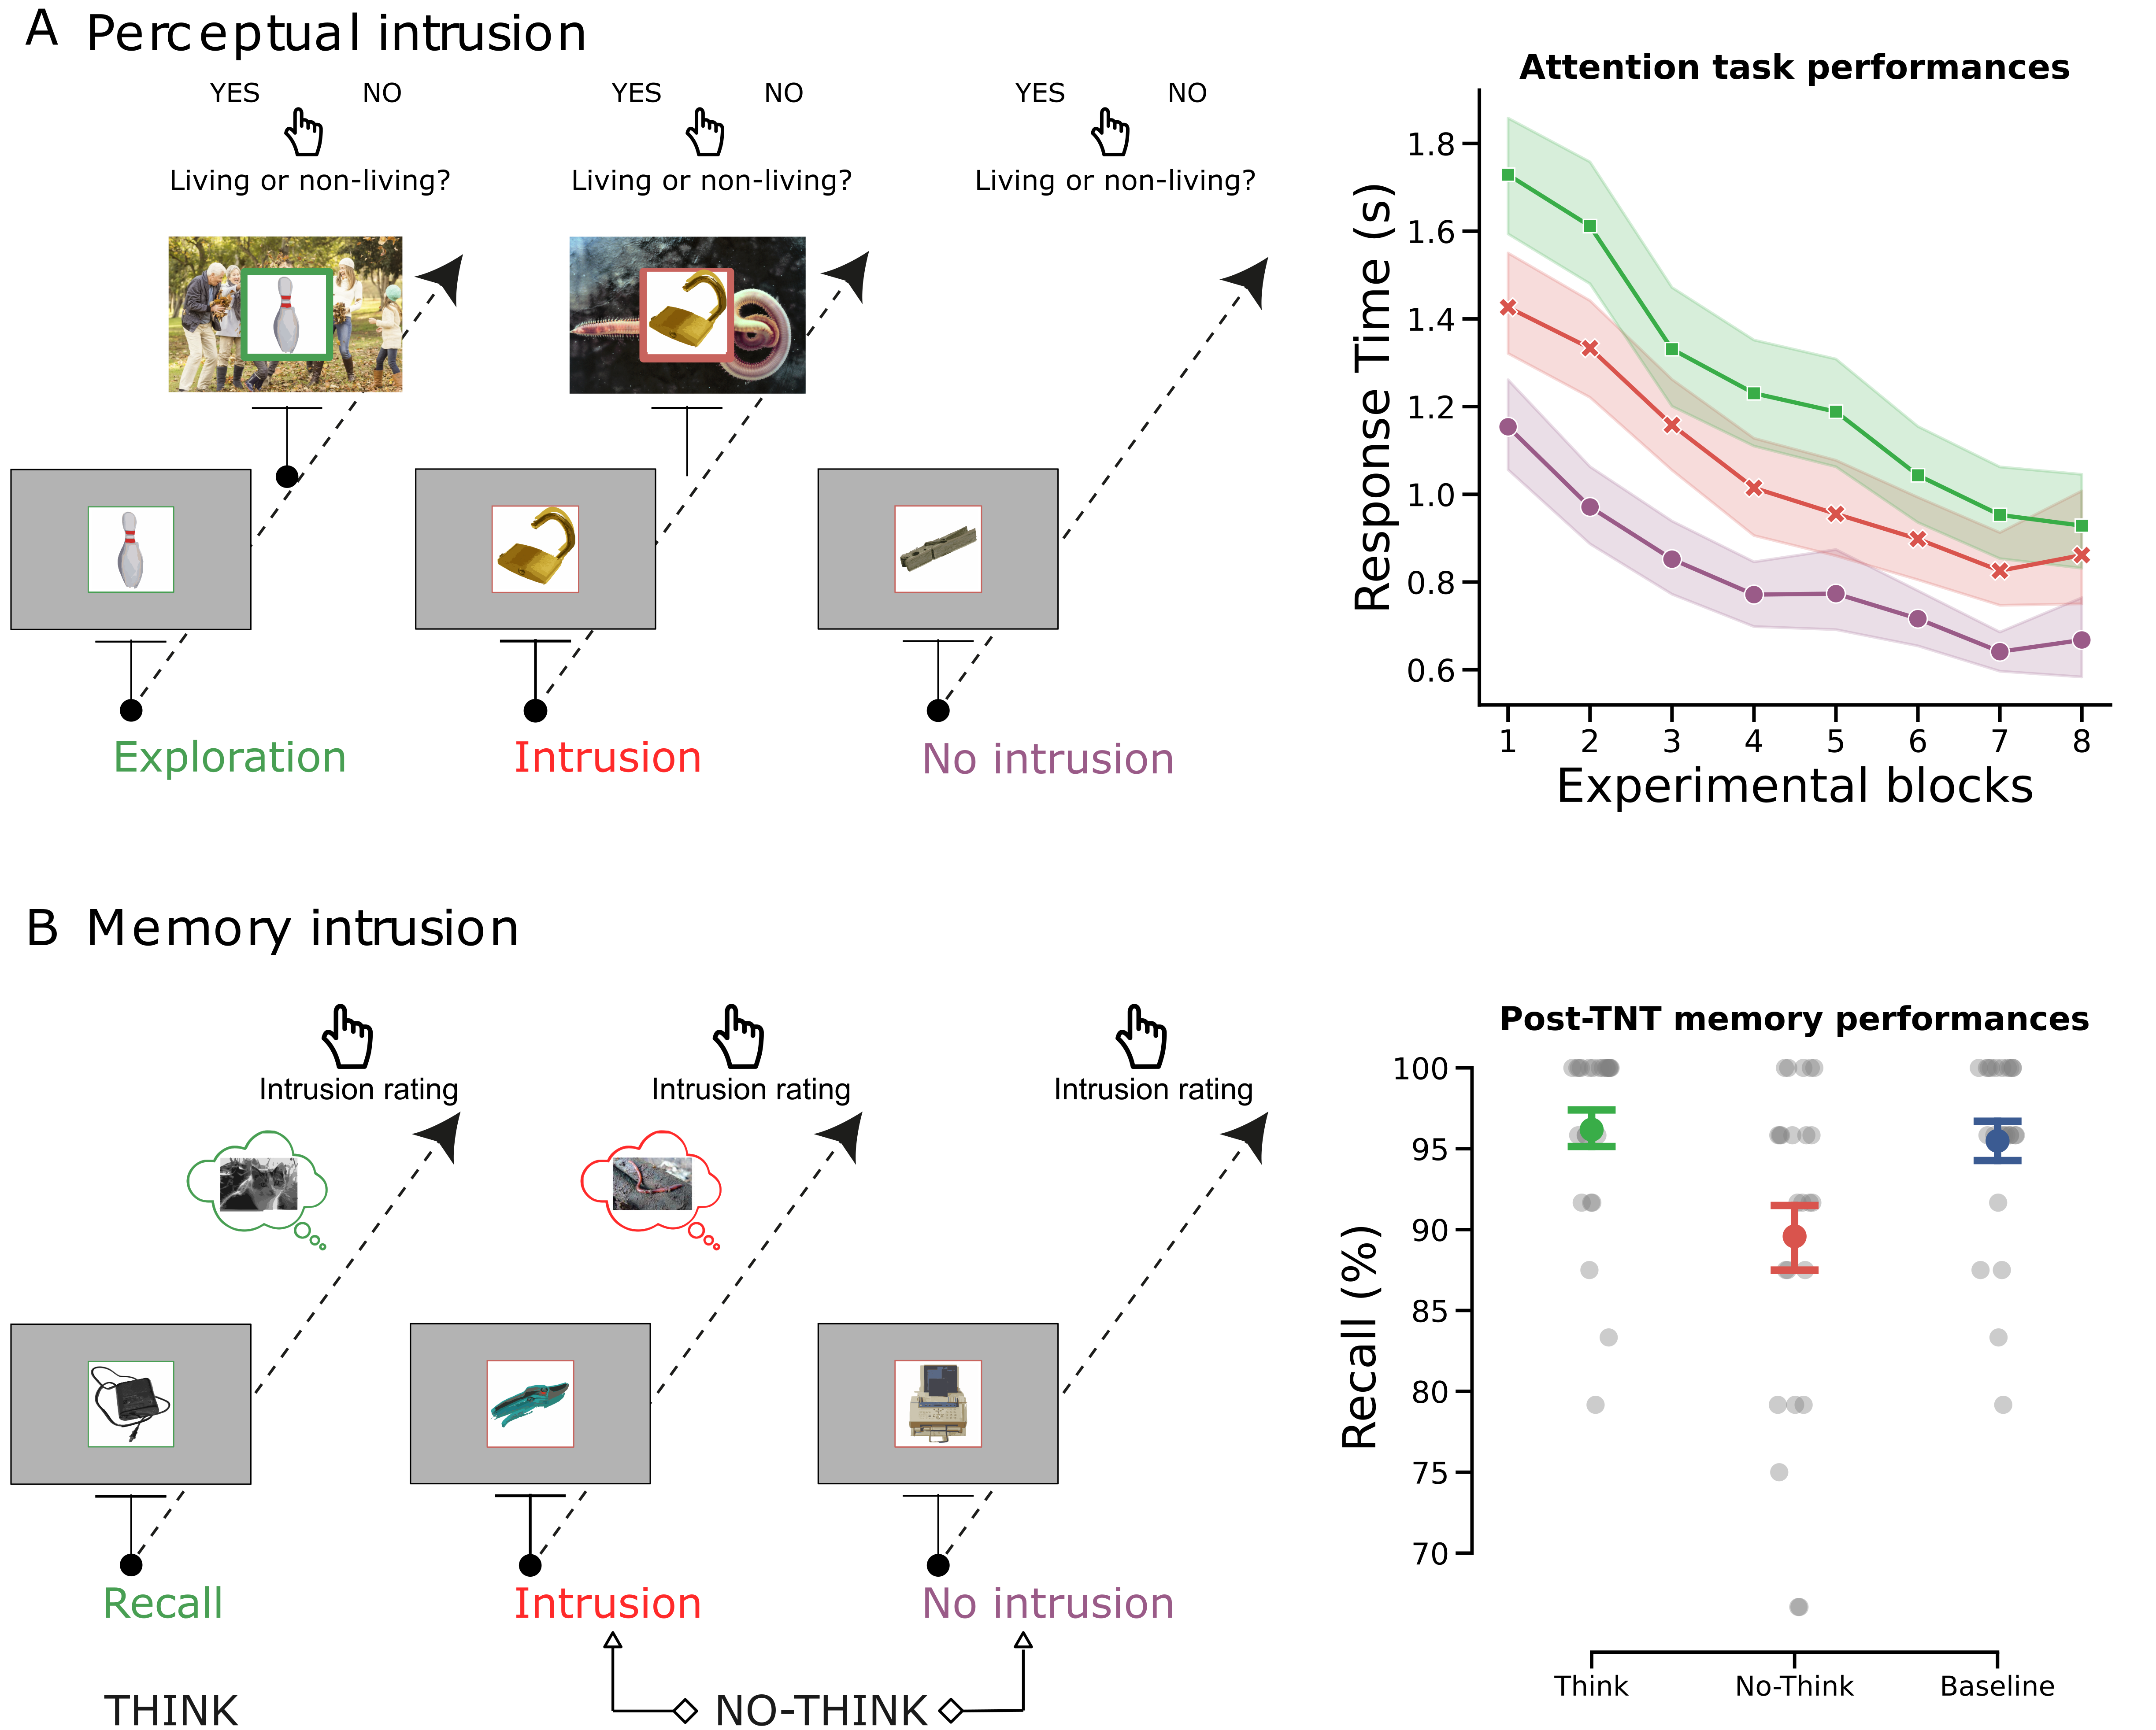 A Perceptual intrusion
YES NO YES NO YES NO
Living or non-living? Living or non-living? Living or non-living?
Exploration Intrusion No intrusion
Attention task performances
Response Time (s)
1.8
1.6
1.4
1.2
1.0
0.8
0.6
1 2 3 4 5 6 7 8
Experimental blocks
B Memory intrusion
Intrusion rating Intrusion rating Intrusion rating
Recall Intrusion No intrusion
THINK NO-THINK
Post-TNT memory performances
Recall (%)
100
95
90
85
80
75
70
Think No-Think Baseline